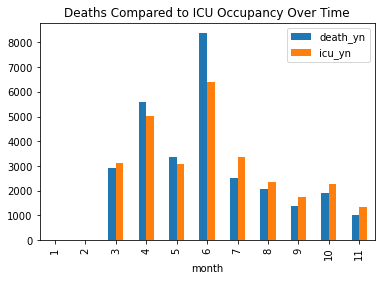 Deaths Compared to ICU Occupancy Over Time
death_yn
icu_yn
8000
7000
6000
5000
4000
3000
2000
1000
0
1 2 3 4 5 6 7 8 9 10 11
month